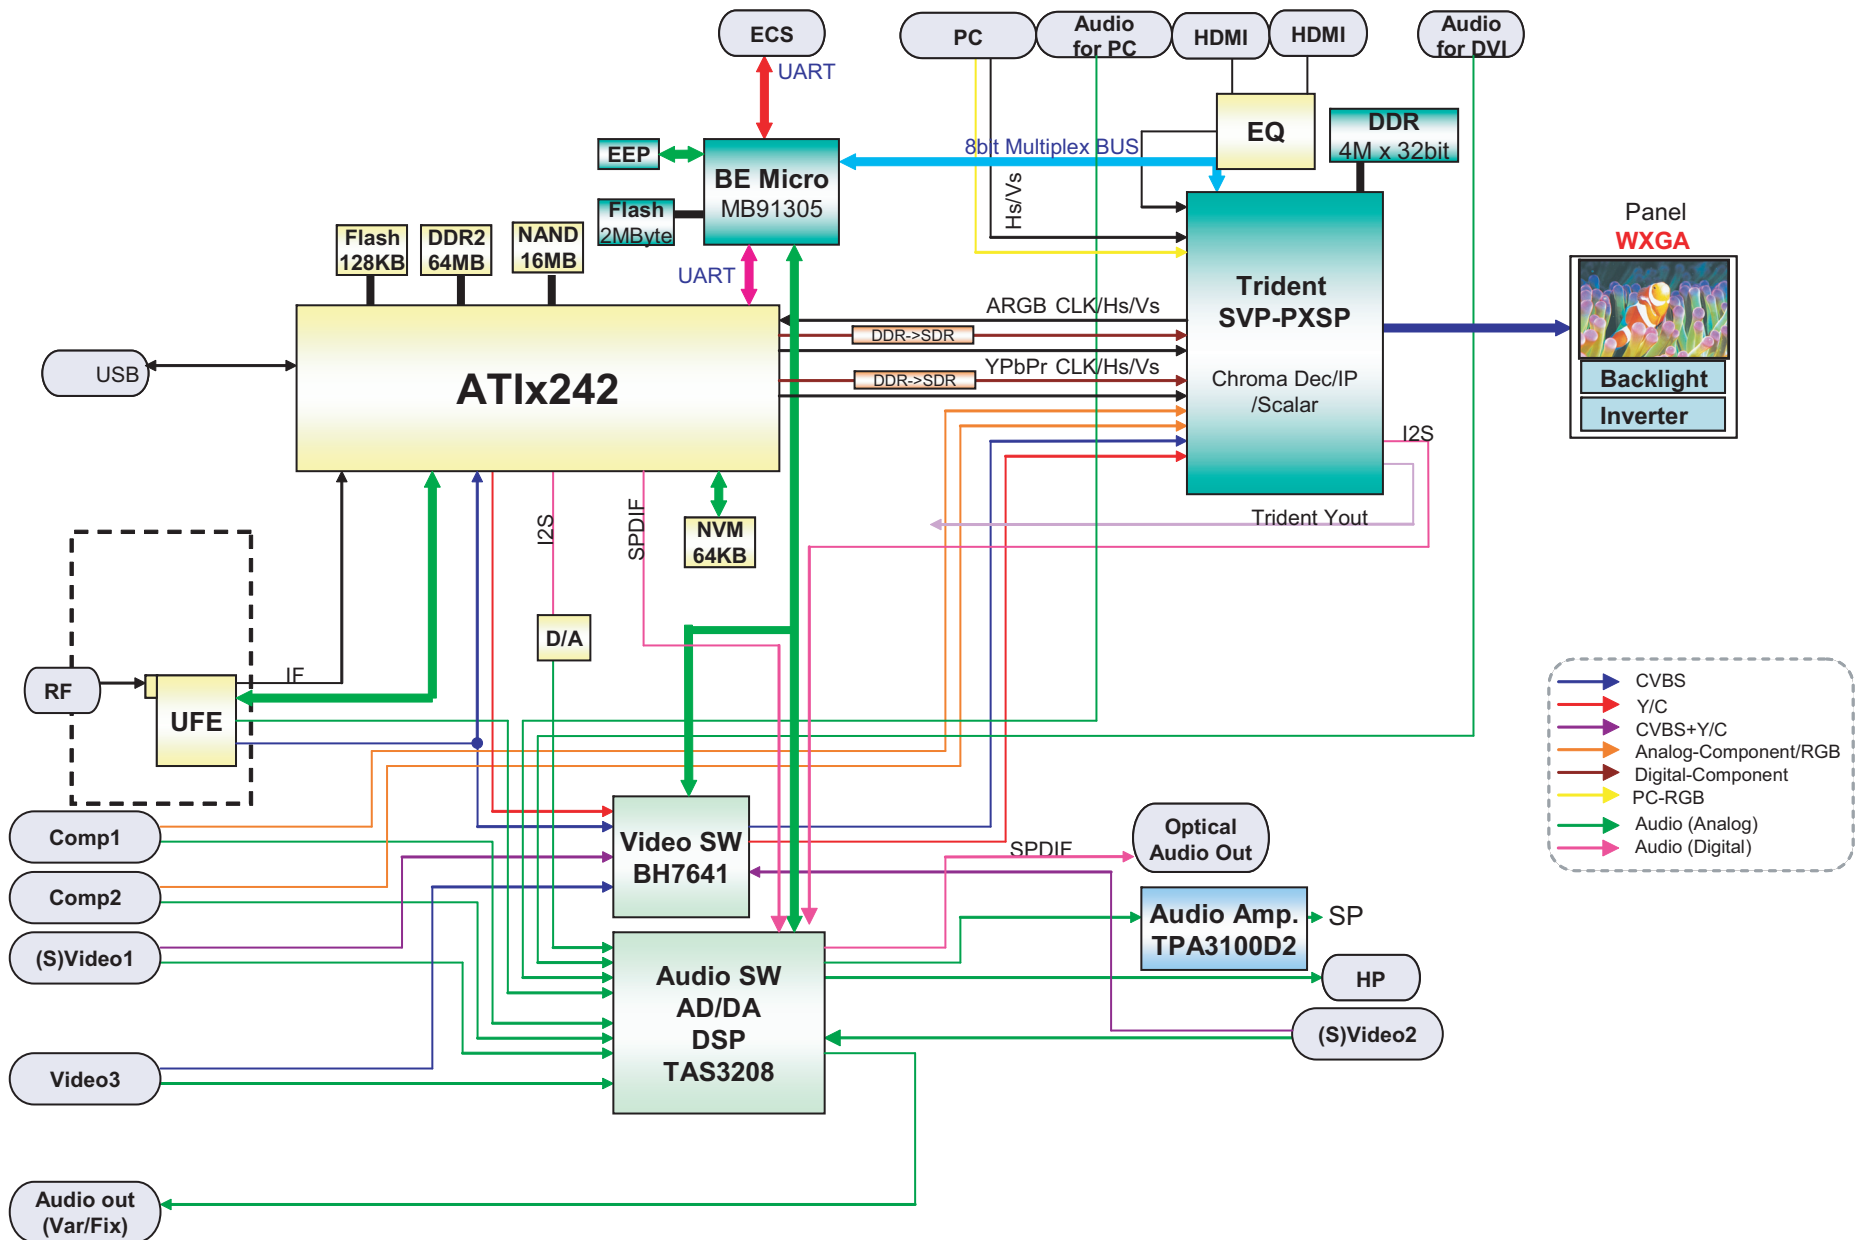 ECS
PC
Audio
for PC
HDMI
HDMI
Audio
for DVI
UART
EEP
BE Micro
MB91305
Flash
2MByte
8bit Multiplex BUS
EQ
DDR
4M x 32bit
Hs/Vs
Flash
128KB
DDR2
64MB
NAND
16MB
UART
Panel
WXGA
Trident
SVP-PXSP
Chroma Dec/IP
/Scalar
ARGB CLK/Hs/Vs
DDR->SDR
YPbPr CLK/Hs/Vs
DDR->SDR
USB
ATIx242
Backlight
Inverter
I2S
Trident Yout
I2S
SPDIF
NVM
64KB
D/A
RF
IF
UFE
CVBS
Y/C
CVBS+Y/C
Analog-Component/RGB
Digital-Component
PC-RGB
Audio (Analog)
Audio (Digital)
Comp1
Comp2
(S)Video1
Video3
Video SW
BH7641
SPDIF
Optical
Audio Out
Audio Amp.
TPA3100D2
SP
HP
(S)Video2
Audio SW
AD/DA
DSP
TAS3208
Audio out
(Var/Fix)